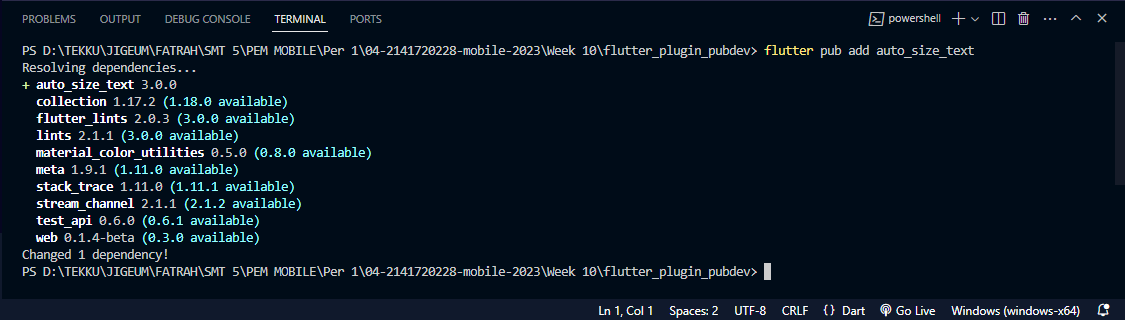 PROBLEMS OUTPUT DEBUG CONSOLE TERMINAL PORTS powershell
PS D:\TEKKU\JIGEUM\FATRAH\SMT 5\PEM MOBILE\Per 1\04-2141720228-mobile-2023\Week 10\flutter_plugin_pubdev> flutter pub add auto_size_text
Resolving dependencies...
+ auto_size_text 3.0.0
collection 1.17.2 (1.18.0 available)
flutter_lints 2.0.3 (3.0.0 available)
lints 2.1.1 (3.0.0 available)
material_color_utilities 0.5.0 (0.8.0 available)
meta 1.9.1 (1.11.0 available)
stack_trace 1.11.0 (1.11.1 available)
stream_channel 2.1.1 (2.1.2 available)
test_api 0.6.0 (0.6.1 available)
web 0.1.4-beta (0.3.0 available)
Changed 1 dependency!
PS D:\TEKKU\JIGEUM\FATRAH\SMT 5\PEM MOBILE\Per 1\04-2141720228-mobile-2023\Week 10\flutter_plugin_pubdev>
Ln 1, Col 1 Spaces: 2 UTF-8 CRLF {} Dart Go Live Windows (windows-x64)